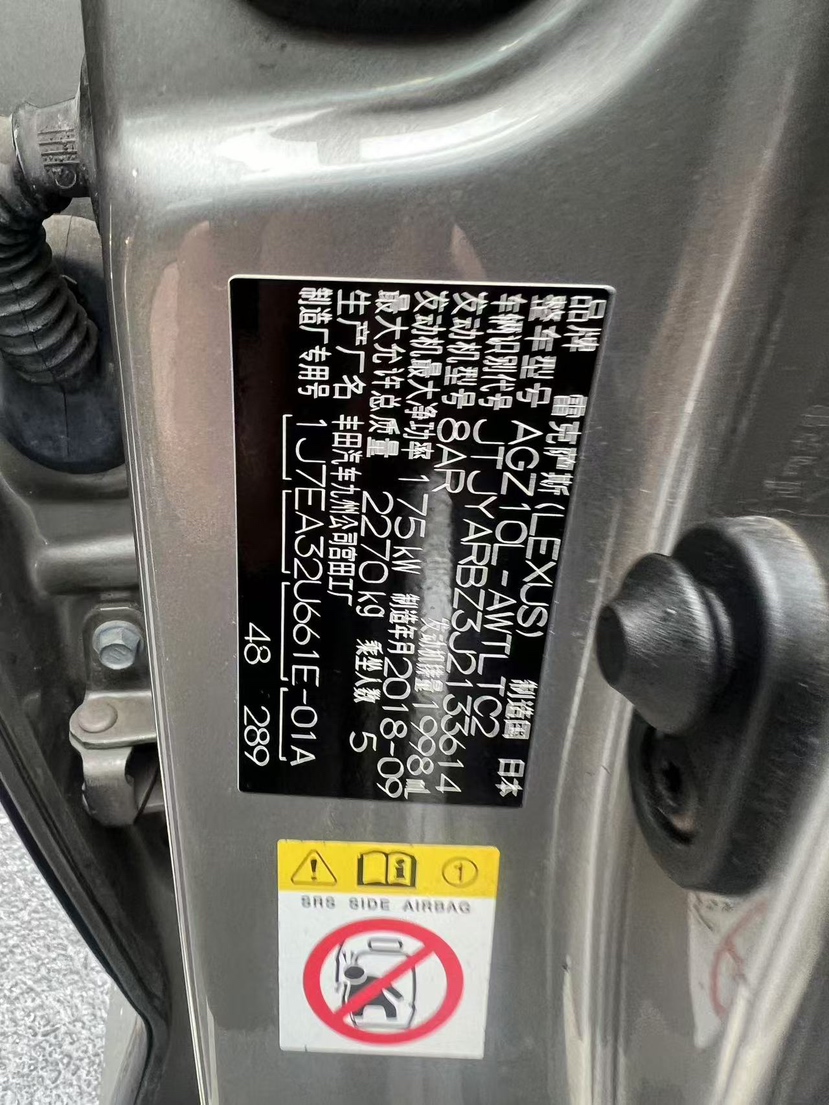 品牌 雷克萨斯(LEXUS) 制造国 日本
整车型号 AGZ10L-AWTLTC2
车辆识别代号 JTJYARBZ3J2133614
发动机型号 8AR 发动机排量 1998mL
发动机最大净功率 175kW 制造年月 2018-09
最大允许总质量 2270kg 乘坐人数 5
生产厂名 丰田汽车九州公司宫田工厂
制造厂专用号 1J7EA32U661E-01A
48 289
SRS SIDE AIRBAG